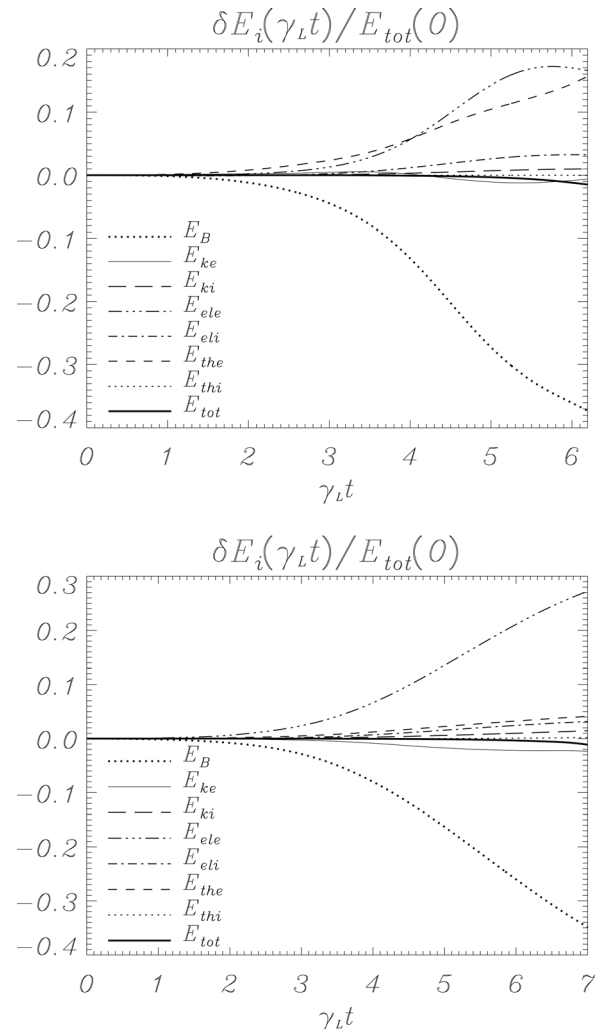 δE_i(γ_L t)/E_tot(0)
0.2
0.1
0.0
−0.1
−0.2
−0.3
−0.4
E_B
E_ke
E_ki
E_ele
E_eli
E_the
E_thi
E_tot
0 1 2 3 4 5 6
γ_L t
δE_i(γ_L t)/E_tot(0)
0.3
0.2
0.1
0.0
−0.1
−0.2
−0.3
−0.4
E_B
E_ke
E_ki
E_ele
E_eli
E_the
E_thi
E_tot
0 1 2 3 4 5 6 7
γ_L t